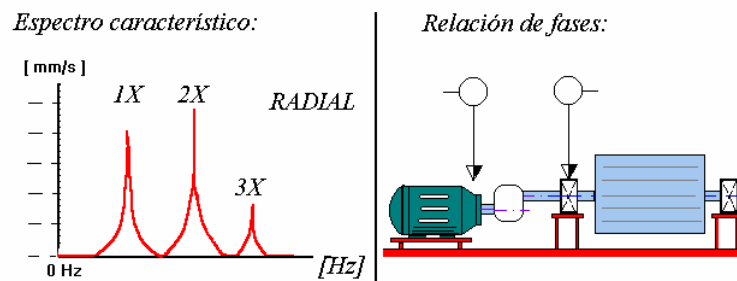 Espectro característico:
[ mm/s ]
1X
2X
RADIAL
3X
0 Hz
[Hz]
Relación de fases: